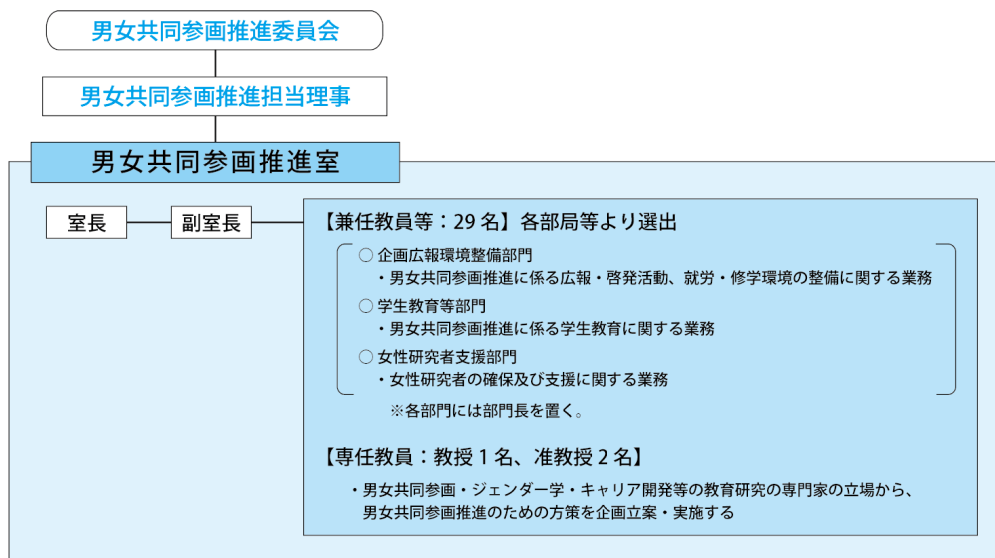 男女共同参画推進委員会
男女共同参画推進担当理事
男女共同参画推進室
室長
副室長
【兼任教員等：29 名】各部局等より選出
○ 企画広報環境整備部門
・男女共同参画推進に係る広報・啓発活動、就労・修学環境の整備に関する業務
○ 学生教育等部門
・男女共同参画推進に係る学生教育に関する業務
○ 女性研究者支援部門
・女性研究者の確保及び支援に関する業務
※各部門には部門長を置く。
【専任教員：教授 1 名、准教授 2 名】
・男女共同参画・ジェンダー学・キャリア開発等の教育研究の専門家の立場から、
男女共同参画推進のための方策を企画立案・実施する